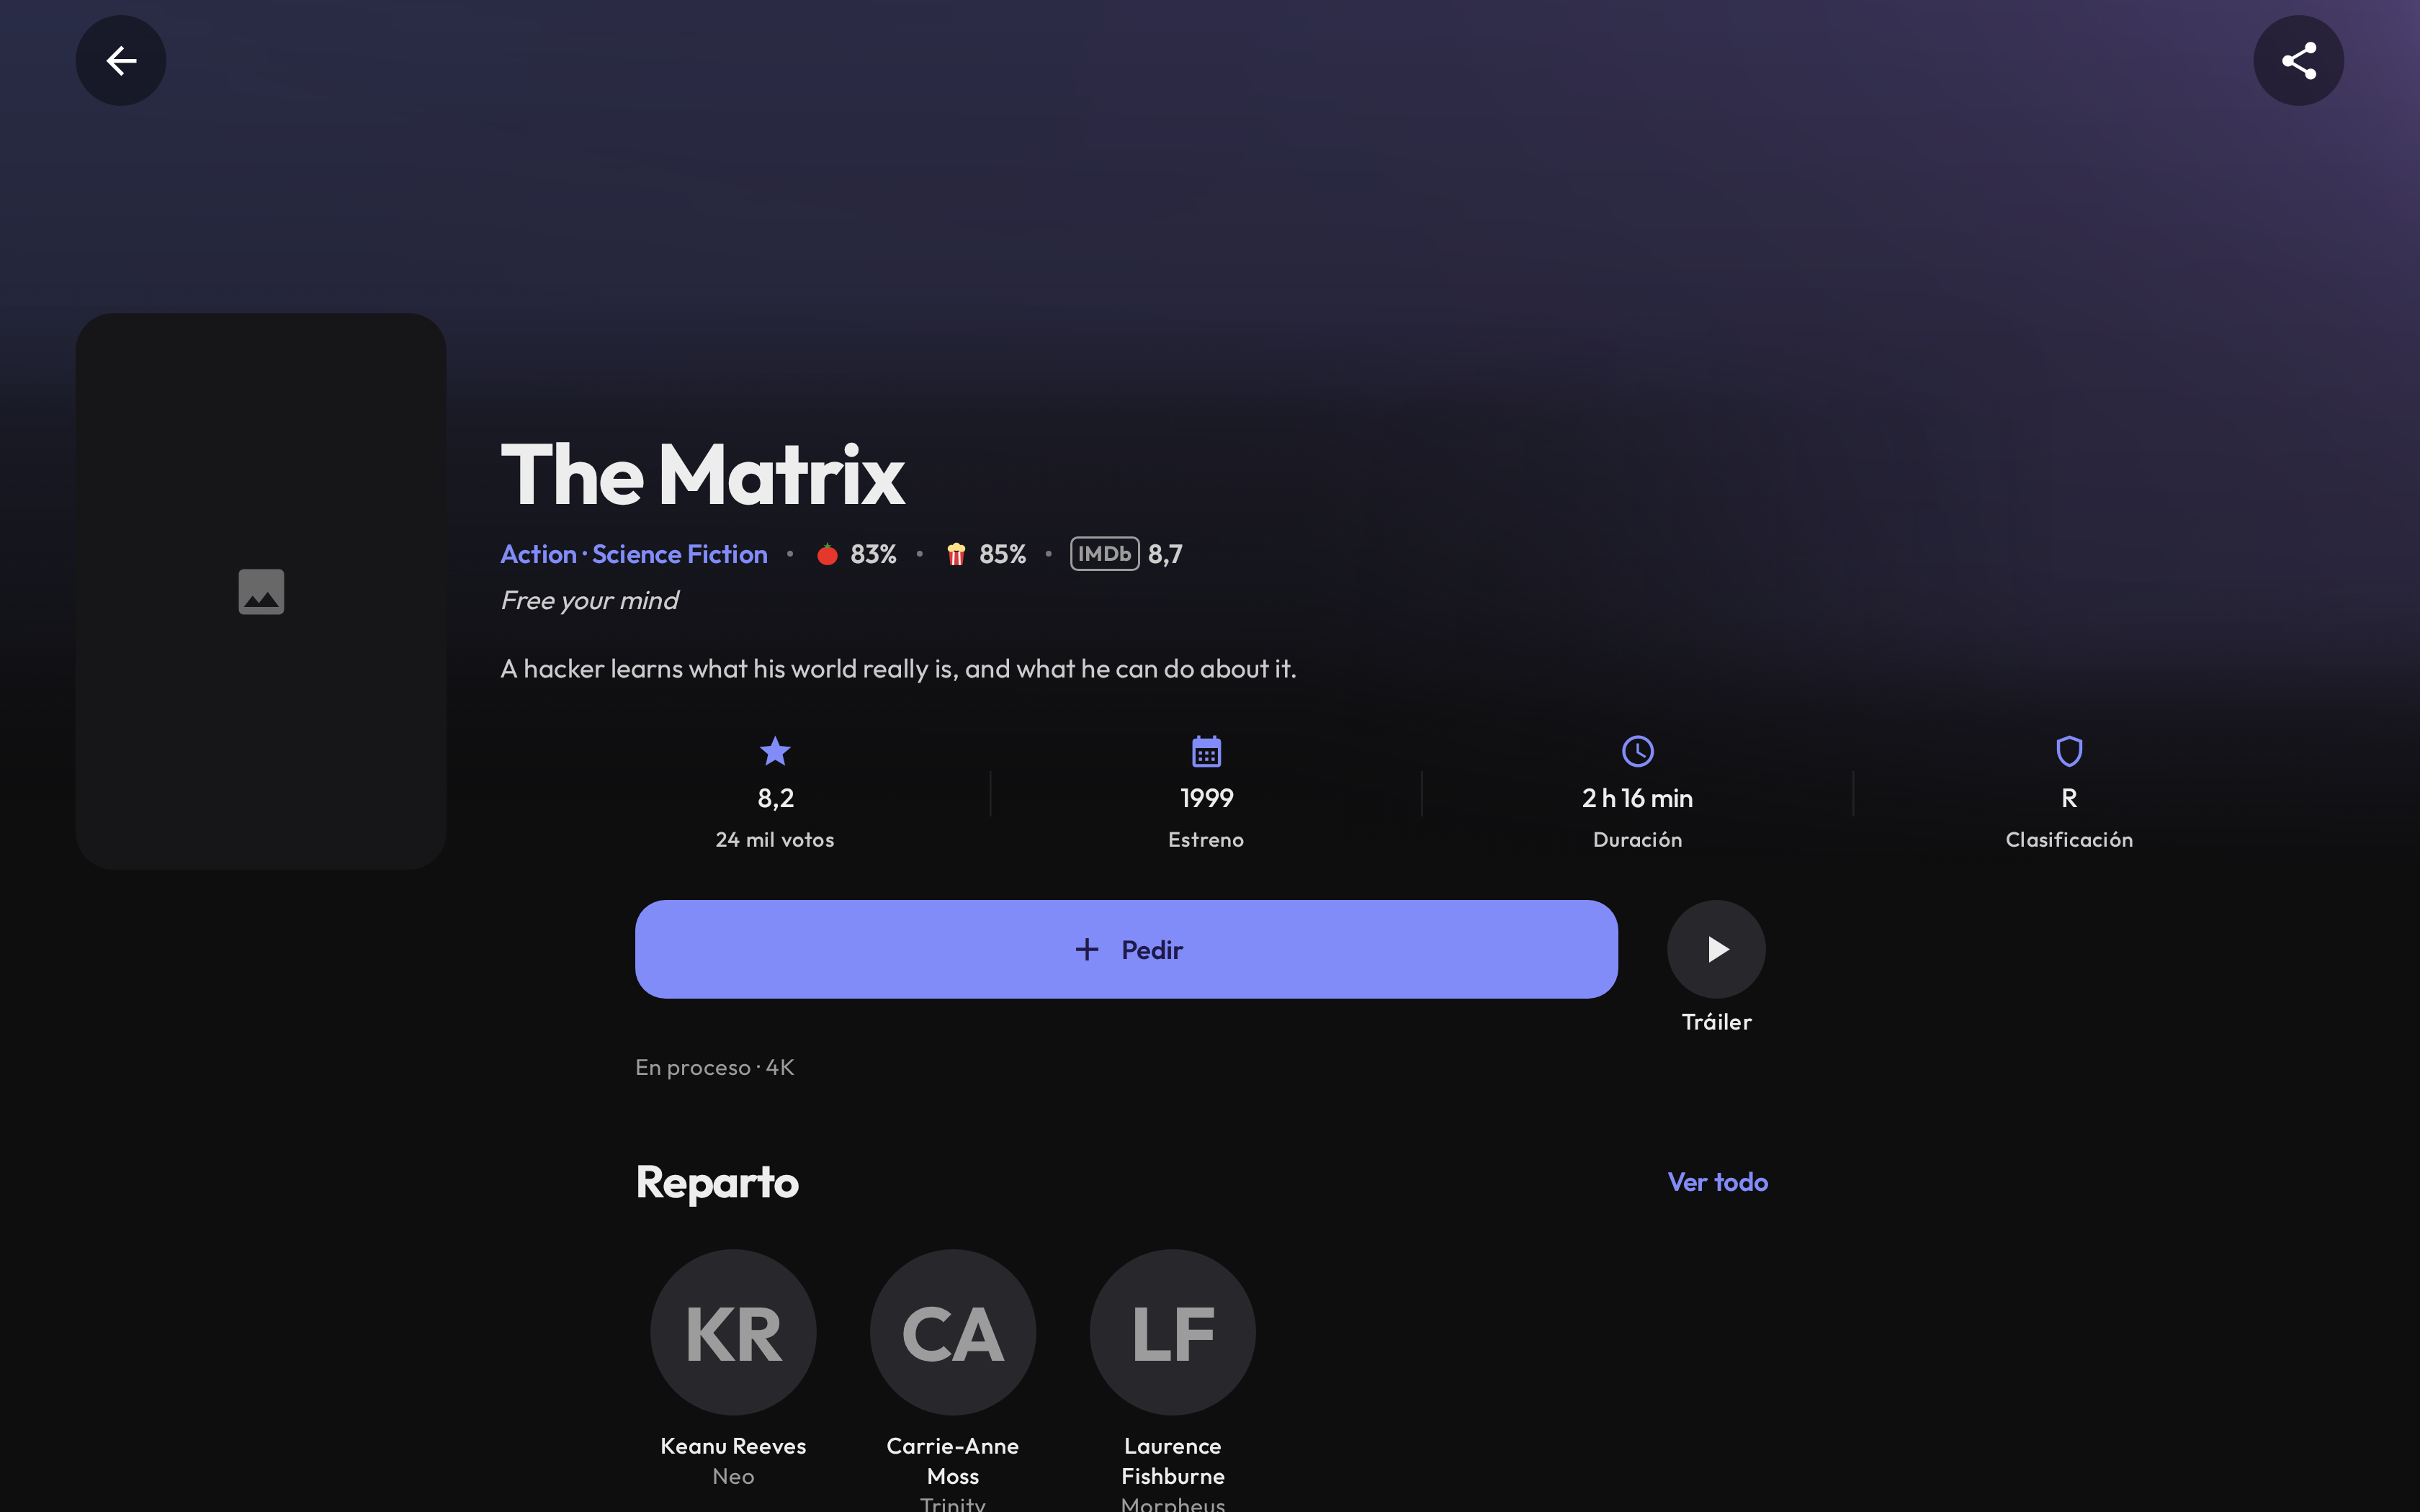 The Matrix
Action · Science Fiction • 83% • 85% • IMDb 8,7
Free your mind
A hacker learns what his world really is, and what he can do about it.
8,2
24 mil votos
1999
Estreno
2 h 16 min
Duración
R
Clasificación
Pedir
Tráiler
En proceso · 4K
Reparto
Ver todo
KR
Keanu Reeves
Neo
CA
Carrie-Anne
Moss
Trinity
LF
Laurence
Fishburne
Morpheus